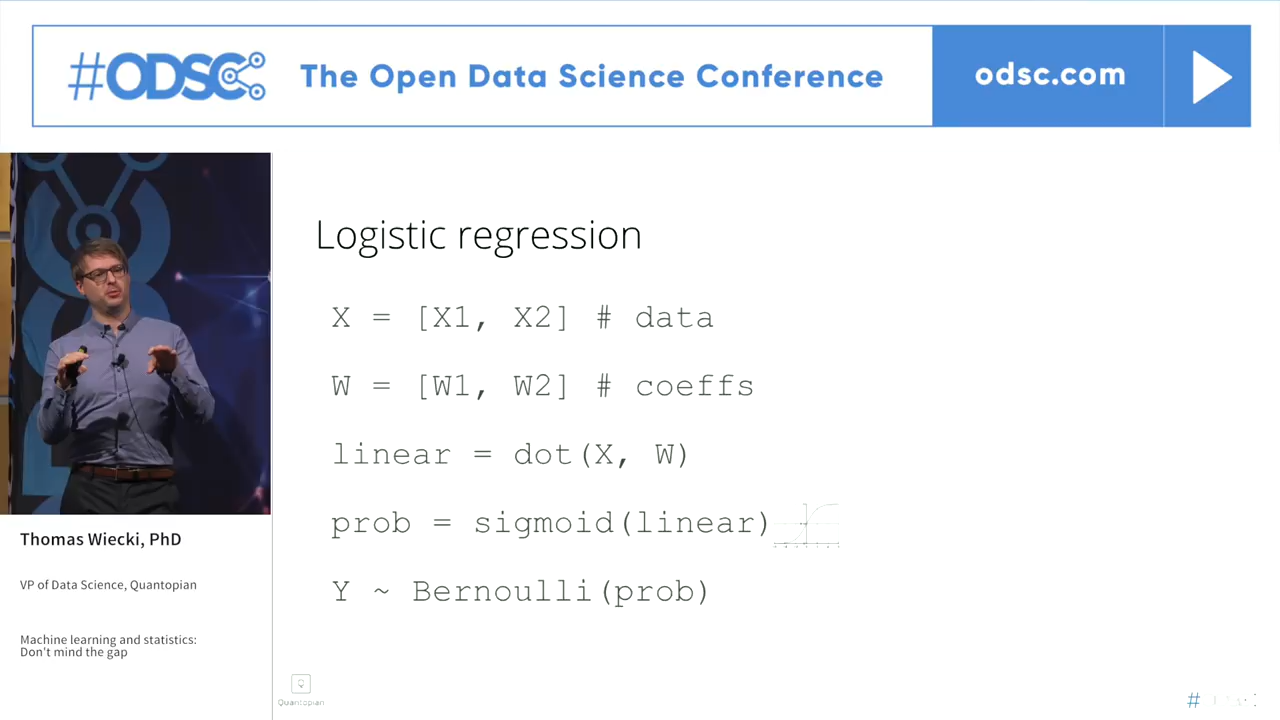 #ODSC
The Open Data Science Conference
odsc.com
Logistic regression
X = [X1, X2] # data
W = [W1, W2] # coeffs
linear = dot(X, W)
prob = sigmoid(linear)
Y ~ Bernoulli(prob)
Thomas Wiecki, PhD
VP of Data Science, Quantopian
Machine learning and statistics:
Don't mind the gap
Quantopian
#